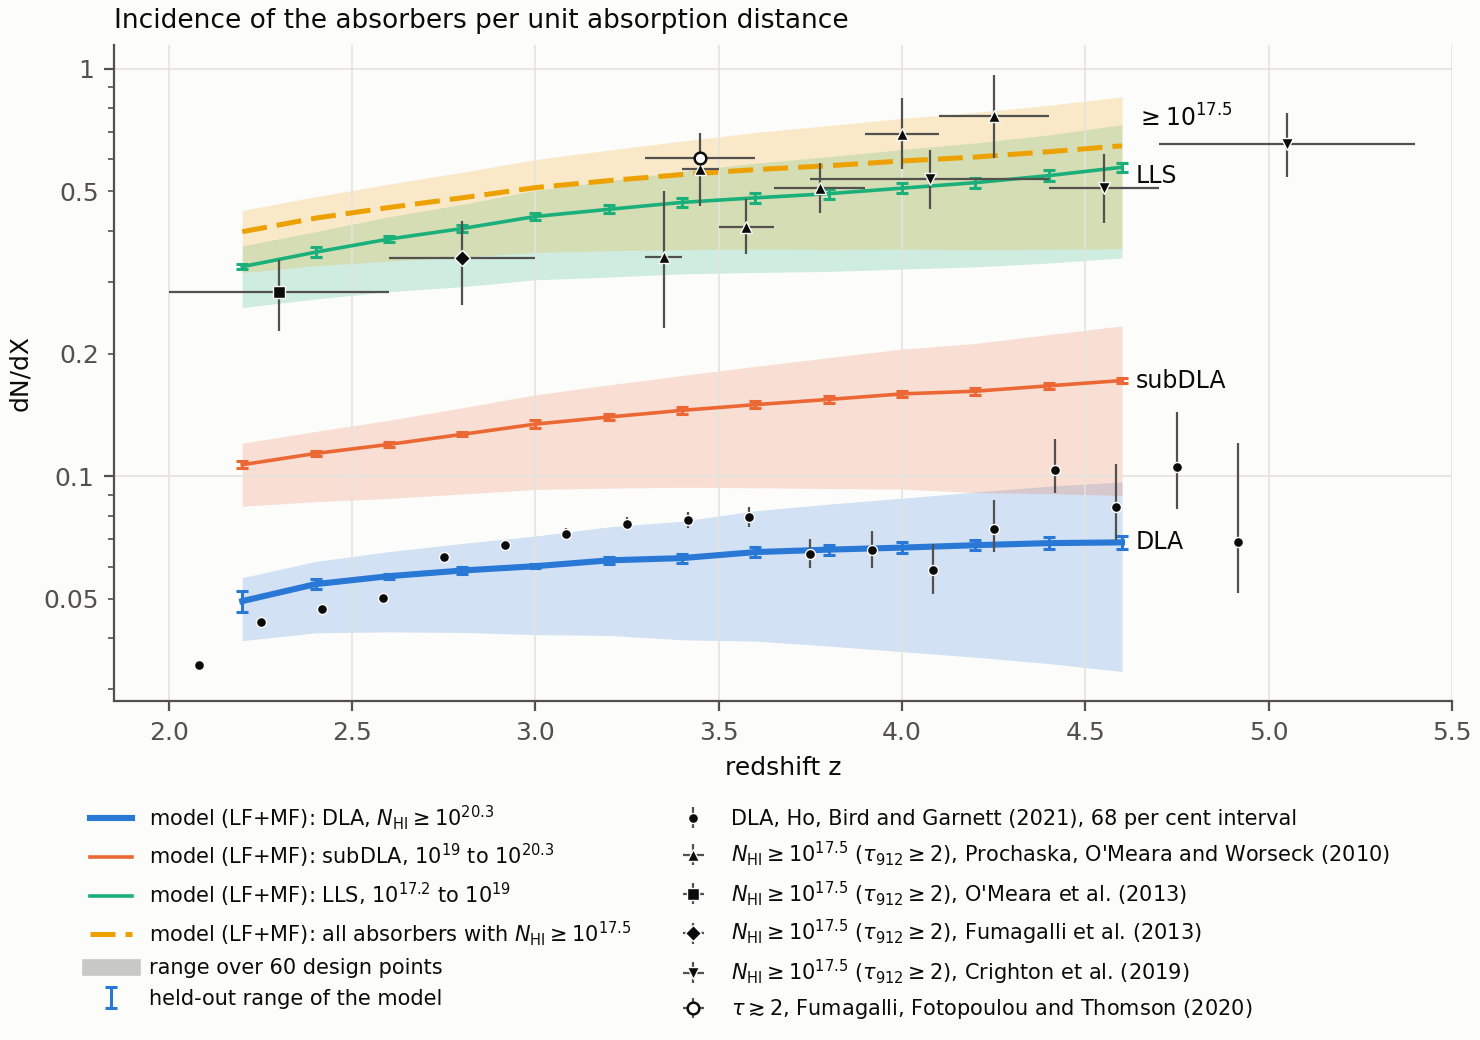 Incidence of the absorbers per unit absorption distance
1
0.5
0.2
0.1
0.05
dN/dX
≥ 10^17.5
LLS
subDLA
DLA
2.0 2.5 3.0 3.5 4.0 4.5 5.0 5.5
redshift z
model (LF+MF): DLA, N_HI ≥ 10^20.3
model (LF+MF): subDLA, 10^19 to 10^20.3
model (LF+MF): LLS, 10^17.2 to 10^19
model (LF+MF): all absorbers with N_HI ≥ 10^17.5
range over 60 design points
held-out range of the model
DLA, Ho, Bird and Garnett (2021), 68 per cent interval
N_HI ≥ 10^17.5 (τ_912 ≥ 2), Prochaska, O'Meara and Worseck (2010)
N_HI ≥ 10^17.5 (τ_912 ≥ 2), O'Meara et al. (2013)
N_HI ≥ 10^17.5 (τ_912 ≥ 2), Fumagalli et al. (2013)
N_HI ≥ 10^17.5 (τ_912 ≥ 2), Crighton et al. (2019)
τ ≳ 2, Fumagalli, Fotopoulou and Thomson (2020)